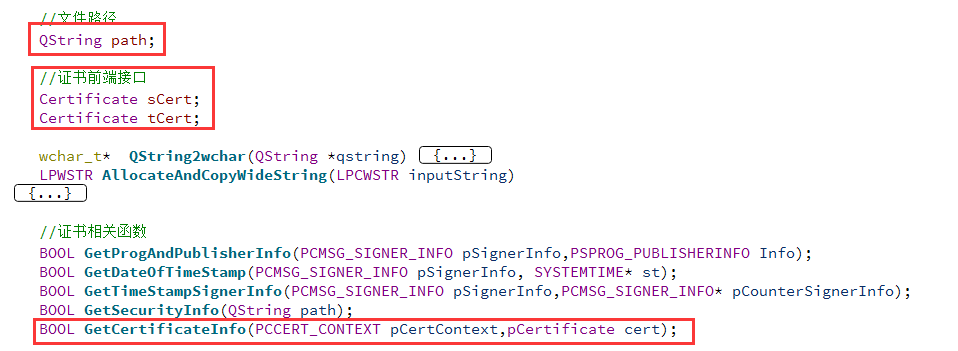 //文件路径
QString path;
//证书前端接口
Certificate sCert;
Certificate tCert;
wchar_t*  QString2wchar(QString *qstring) {...}
LPWSTR AllocateAndCopyWideString(LPCWSTR inputString)
{...}
//证书相关函数
BOOL GetProgAndPublisherInfo(PCMSG_SIGNER_INFO pSignerInfo,PSPROG_PUBLISHERINFO Info);
BOOL GetDateOfTimeStamp(PCMSG_SIGNER_INFO pSignerInfo, SYSTEMTIME* st);
BOOL GetTimeStampSignerInfo(PCMSG_SIGNER_INFO pSignerInfo,PCMSG_SIGNER_INFO* pCounterSignerInfo);
BOOL GetSecurityInfo(QString path);
BOOL GetCertificateInfo(PCCERT_CONTEXT pCertContext,pCertificate cert);